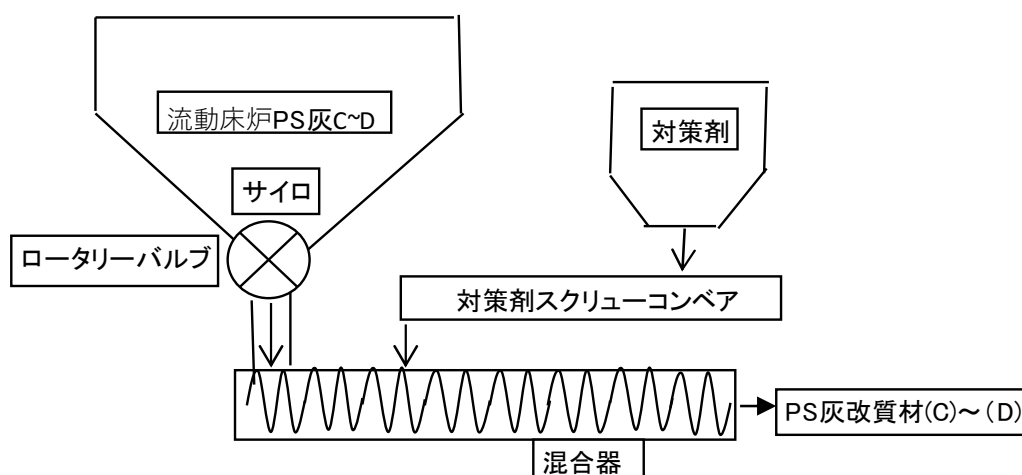 流動床炉PS灰C~D
対策剤
サイロ
ロータリーバルブ
対策剤スクリューコンベア
PS灰改質材(C)～（D)
混合器